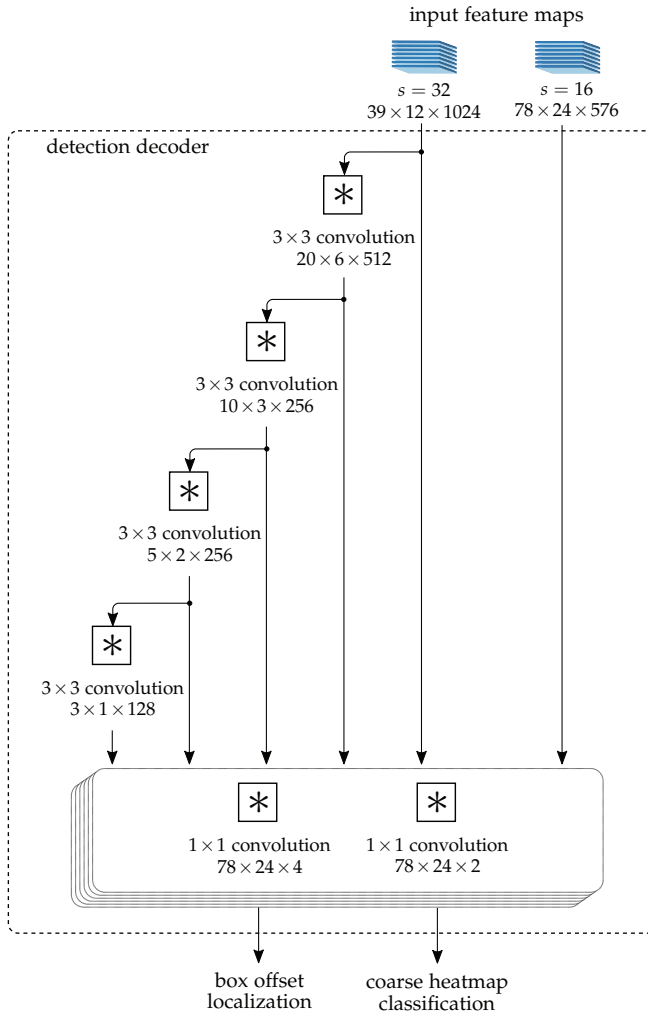 input feature maps
s = 32
39×12×1024
s = 16
78×24×576
detection decoder
3×3 convolution
20×6×512
3×3 convolution
10×3×256
3×3 convolution
5×2×256
3×3 convolution
3×1×128
1×1 convolution
78×24×4
1×1 convolution
78×24×2
box offset
localization
coarse heatmap
classification